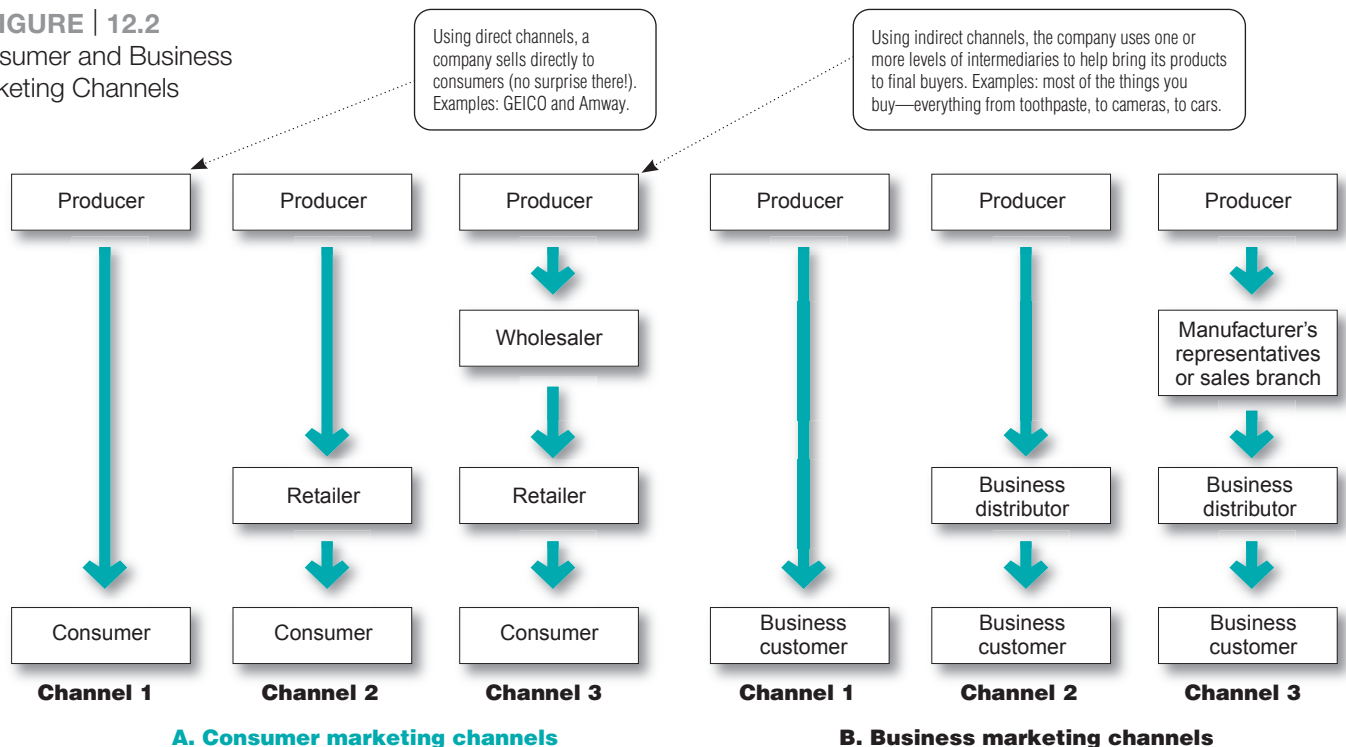 FIGURE | 12.2
sumer and Business
keting Channels
Using direct channels, a
company sells directly to
consumers (no surprise there!).
Examples: GEICO and Amway.
Using indirect channels, the company uses one or
more levels of intermediaries to help bring its products
to final buyers. Examples: most of the things you
buy—everything from toothpaste, to cameras, to cars.
Producer
Producer
Producer
Producer
Producer
Producer
Wholesaler
Manufacturer’s
representatives
or sales branch
Retailer
Retailer
Business
distributor
Business
distributor
Consumer
Consumer
Consumer
Business
customer
Business
customer
Business
customer
Channel 1
Channel 2
Channel 3
Channel 1
Channel 2
Channel 3
A. Consumer marketing channels
B. Business marketing channels